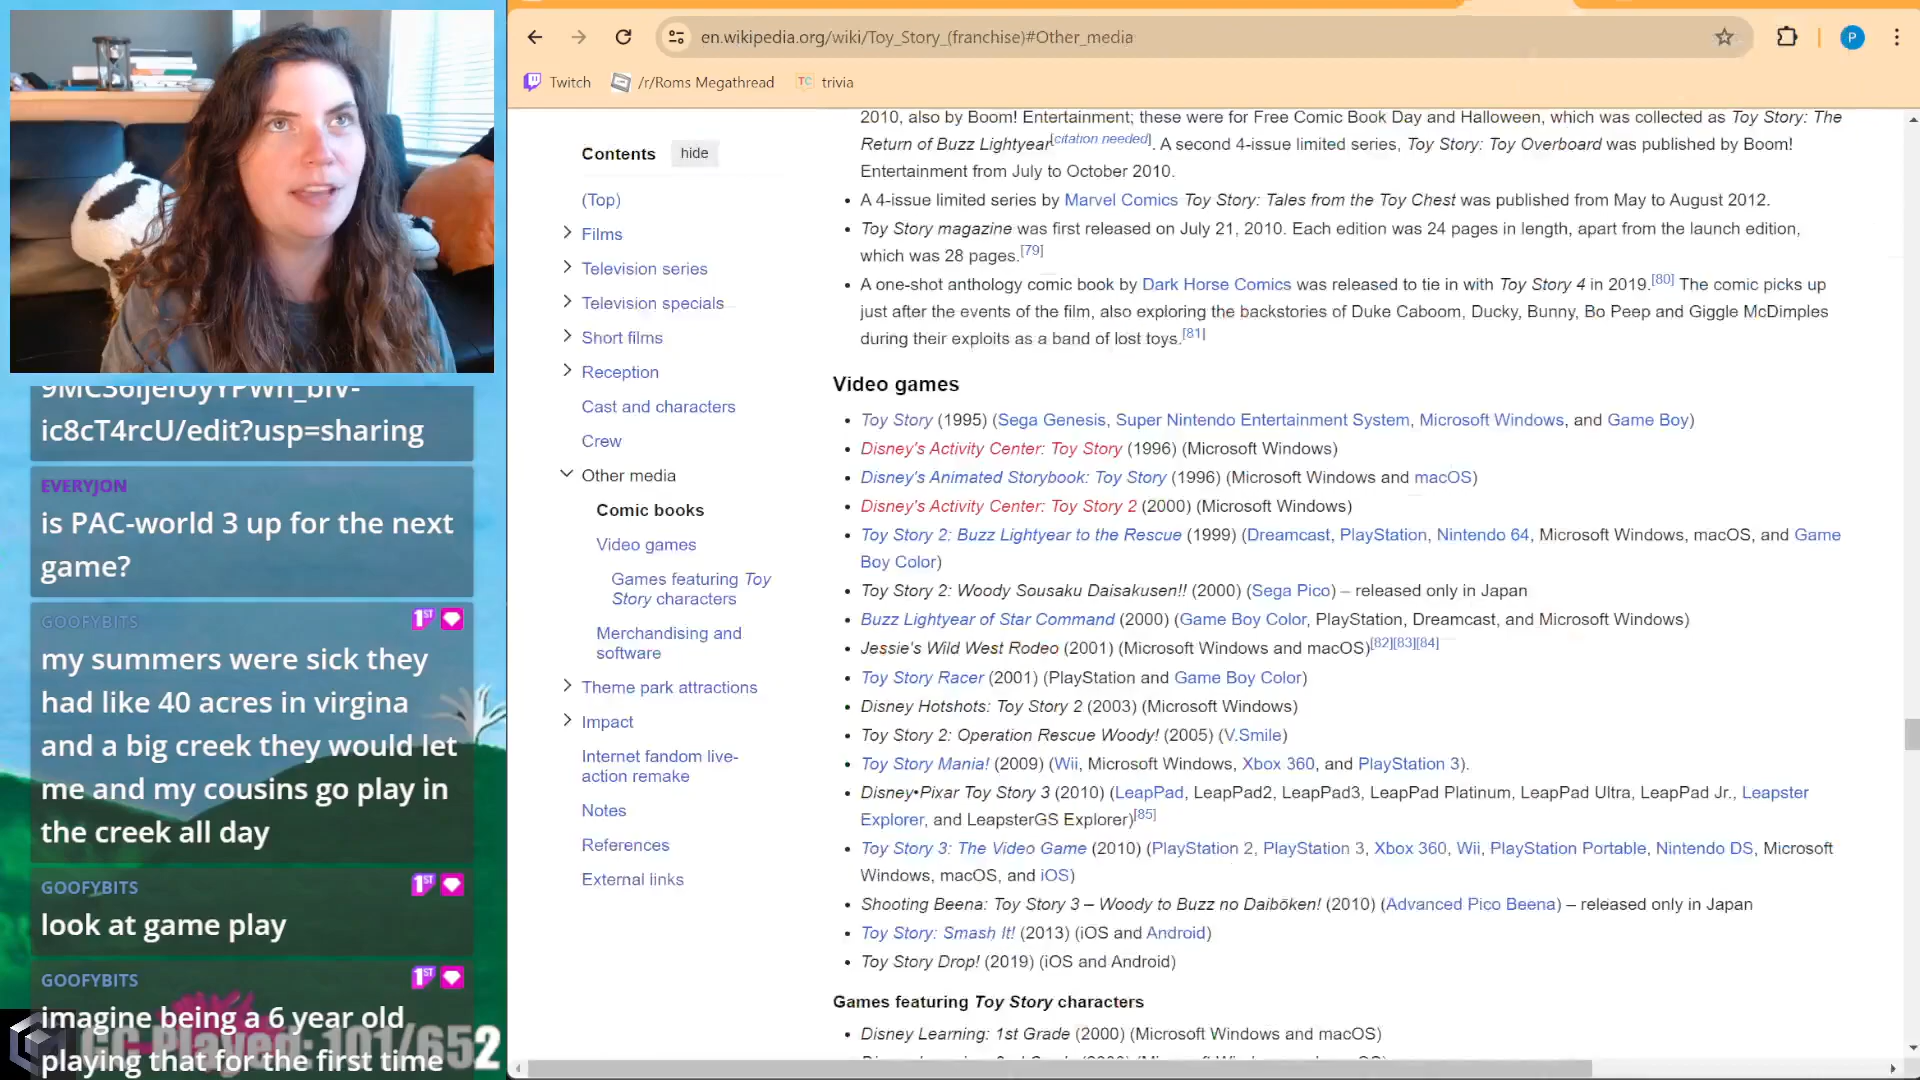 en.wikipedia.org/wiki/Toy_Story_(franchise)#Other_media
P
Twitch
/r/Roms Megathread
TC trivia
ic8cT4rcU/edit?usp=sharing
EVERYJON
is PAC-world 3 up for the next
game?
GOOFYBITS
1ST
my summers were sick they
had like 40 acres in virgina
and a big creek they would let
me and my cousins go play in
the creek all day
GOOFYBITS
1ST
look at game play
GOOFYBITS
1ST
imagine being a 6 year old
playing that for the first time
GC Played: 101/652
Contents
hide
(Top)
Films
Television series
Television specials
Short films
Reception
Cast and characters
Crew
Other media
Comic books
Video games
Games featuring Toy
Story characters
Merchandising and
software
Theme park attractions
Impact
Internet fandom live-
action remake
Notes
References
External links
2010, also by Boom! Entertainment; these were for Free Comic Book Day and Halloween, which was collected as Toy Story: The
Return of Buzz Lightyear[citation needed]. A second 4-issue limited series, Toy Story: Toy Overboard was published by Boom!
Entertainment from July to October 2010.
• A 4-issue limited series by Marvel Comics Toy Story: Tales from the Toy Chest was published from May to August 2012.
• Toy Story magazine was first released on July 21, 2010. Each edition was 24 pages in length, apart from the launch edition,
which was 28 pages.[79]
• A one-shot anthology comic book by Dark Horse Comics was released to tie in with Toy Story 4 in 2019.[80] The comic picks up
just after the events of the film, also exploring the backstories of Duke Caboom, Ducky, Bunny, Bo Peep and Giggle McDimples
during their exploits as a band of lost toys.[81]
Video games
• Toy Story (1995) (Sega Genesis, Super Nintendo Entertainment System, Microsoft Windows, and Game Boy)
• Disney's Activity Center: Toy Story (1996) (Microsoft Windows)
• Disney's Animated Storybook: Toy Story (1996) (Microsoft Windows and macOS)
• Disney's Activity Center: Toy Story 2 (2000) (Microsoft Windows)
• Toy Story 2: Buzz Lightyear to the Rescue (1999) (Dreamcast, PlayStation, Nintendo 64, Microsoft Windows, macOS, and Game
Boy Color)
• Toy Story 2: Woody Sousaku Daisakusen!! (2000) (Sega Pico) – released only in Japan
• Buzz Lightyear of Star Command (2000) (Game Boy Color, PlayStation, Dreamcast, and Microsoft Windows)
• Jessie's Wild West Rodeo (2001) (Microsoft Windows and macOS)[82][83][84]
• Toy Story Racer (2001) (PlayStation and Game Boy Color)
• Disney Hotshots: Toy Story 2 (2003) (Microsoft Windows)
• Toy Story 2: Operation Rescue Woody! (2005) (V.Smile)
• Toy Story Mania! (2009) (Wii, Microsoft Windows, Xbox 360, and PlayStation 3).
• Disney•Pixar Toy Story 3 (2010) (LeapPad, LeapPad2, LeapPad3, LeapPad Platinum, LeapPad Ultra, LeapPad Jr., Leapster
Explorer, and LeapsterGS Explorer)[85]
• Toy Story 3: The Video Game (2010) (PlayStation 2, PlayStation 3, Xbox 360, Wii, PlayStation Portable, Nintendo DS, Microsoft
Windows, macOS, and iOS)
• Shooting Beena: Toy Story 3 – Woody to Buzz no Daibōken! (2010) (Advanced Pico Beena) – released only in Japan
• Toy Story: Smash It! (2013) (iOS and Android)
• Toy Story Drop! (2019) (iOS and Android)
Games featuring Toy Story characters
• Disney Learning: 1st Grade (2000) (Microsoft Windows and macOS)